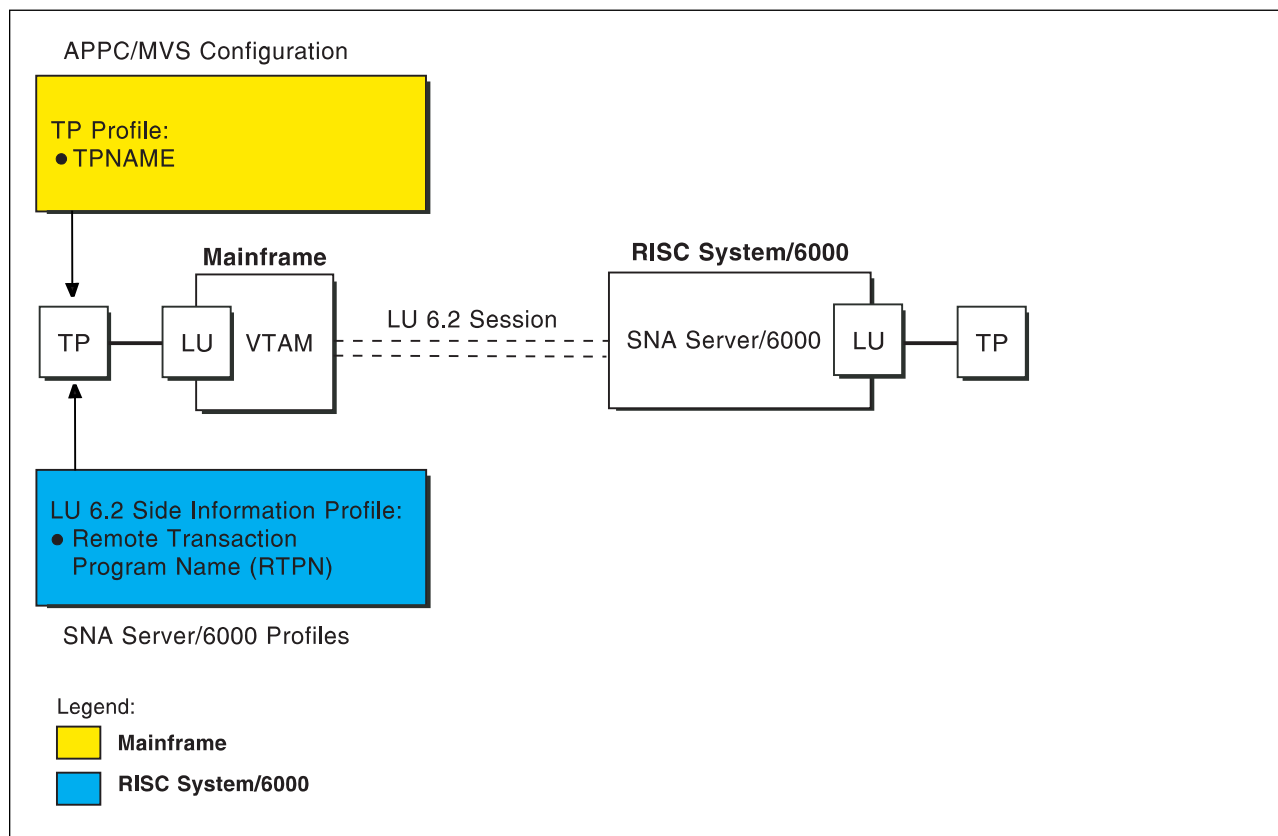 APPC/MVS Configuration
TP Profile:
● TPNAME
Mainframe
RISC System/6000
TP
LU
VTAM
LU 6.2 Session
SNA Server/6000
LU
TP
LU 6.2 Side Information Profile:
● Remote Transaction
Program Name (RTPN)
SNA Server/6000 Profiles
Legend:
Mainframe
RISC System/6000